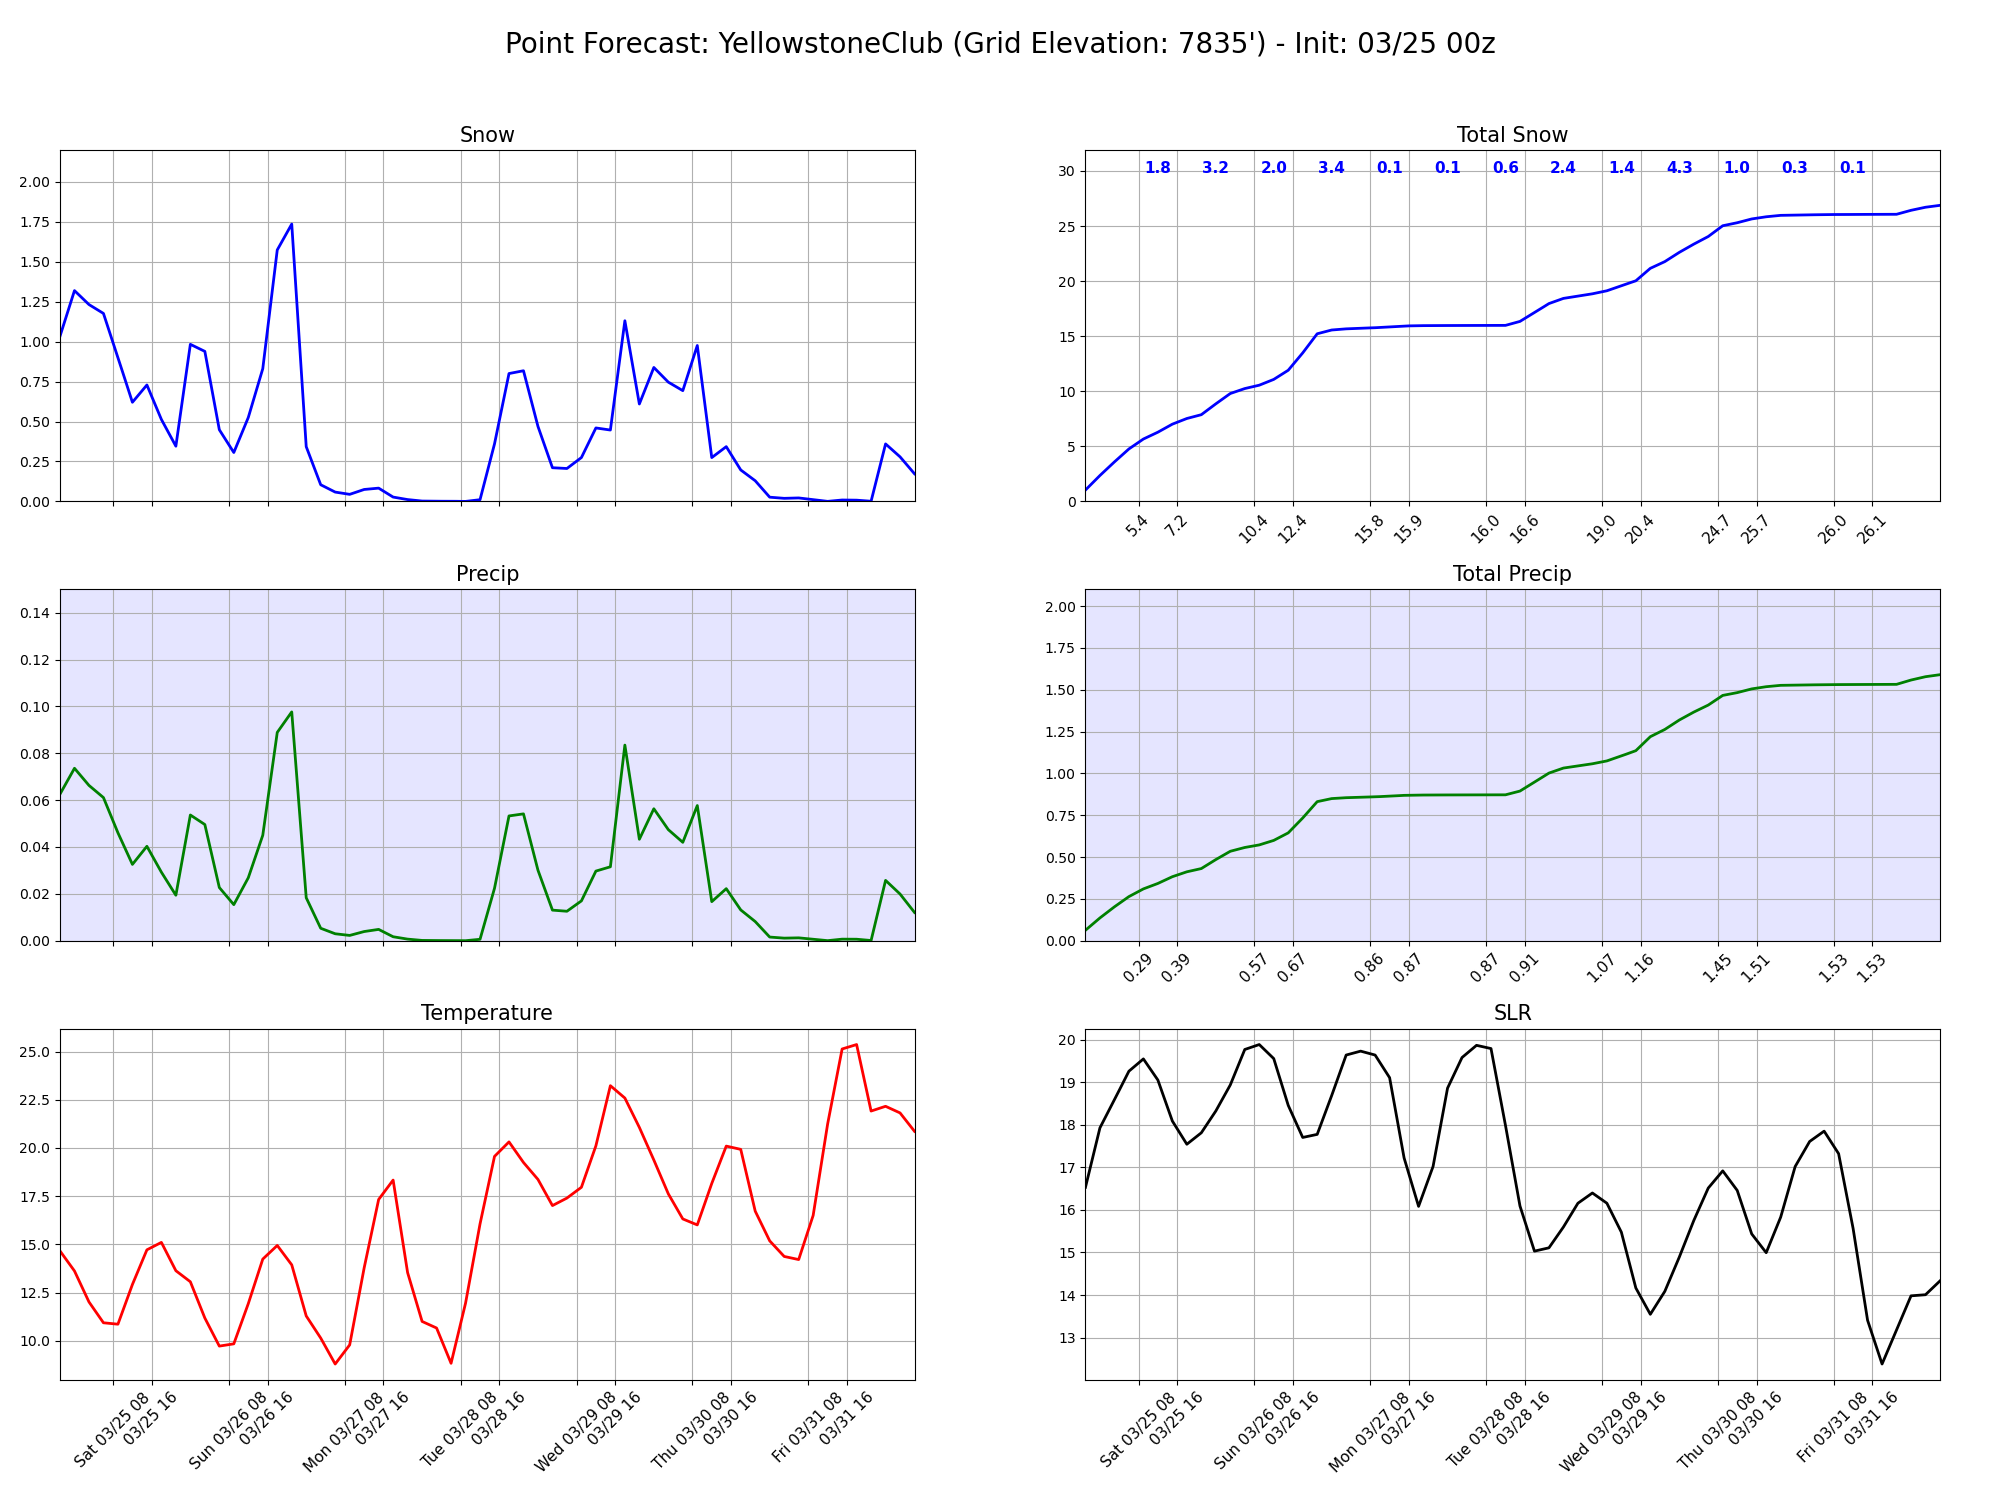 Point Forecast: YellowstoneClub (Grid Elevation: 7835') - Init: 03/25 00z
Snow
2.00
1.75
1.50
1.25
1.00
0.75
0.50
0.25
0.00
Total Snow
1.8 3.2 2.0 3.4 0.1 0.1 0.6 2.4 1.4 4.3 1.0 0.3 0.1
30
25
20
15
10
5
0
5.4 7.2 10.4 12.4 15.8 15.9 16.0 16.6 19.0 20.4 24.7 25.7 26.0 26.1
Precip
0.14
0.12
0.10
0.08
0.06
0.04
0.02
0.00
Total Precip
2.00
1.75
1.50
1.25
1.00
0.75
0.50
0.25
0.00
0.29 0.39 0.57 0.67 0.86 0.87 0.87 0.91 1.07 1.16 1.45 1.51 1.53 1.53
Temperature
25.0
22.5
20.0
17.5
15.0
12.5
10.0
Sat 03/25 08
03/25 16
Sun 03/26 08
03/26 16
Mon 03/27 08
03/27 16
Tue 03/28 08
03/28 16
Wed 03/29 08
03/29 16
Thu 03/30 08
03/30 16
Fri 03/31 08
03/31 16
SLR
20
19
18
17
16
15
14
13
Sat 03/25 08
03/25 16
Sun 03/26 08
03/26 16
Mon 03/27 08
03/27 16
Tue 03/28 08
03/28 16
Wed 03/29 08
03/29 16
Thu 03/30 08
03/30 16
Fri 03/31 08
03/31 16